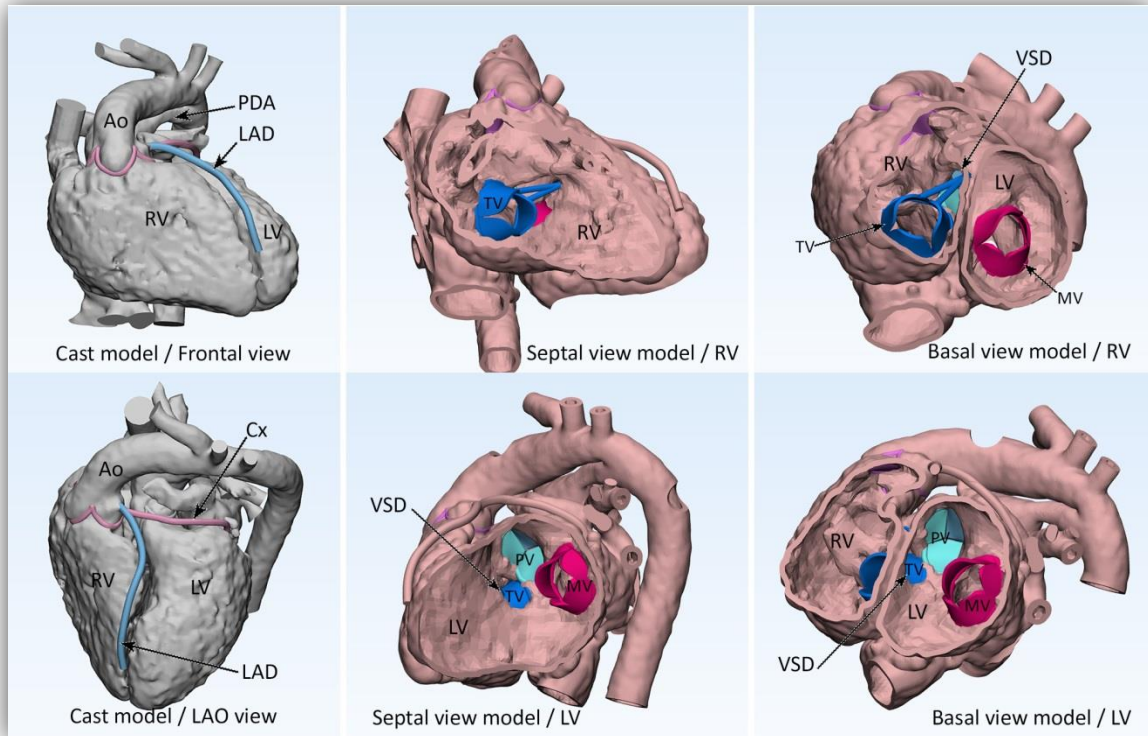 Ao
PDA
LAD
RV
LV
Cast model / Frontal view
TV
RV
Septal view model / RV
VSD
RV
LV
TV
MV
Basal view model / RV
Cx
Ao
RV
LV
LAD
Cast model / LAO view
VSD
PV
TV
MV
LV
Septal view model / LV
RV
PV
TV
MV
LV
VSD
Basal view model / LV